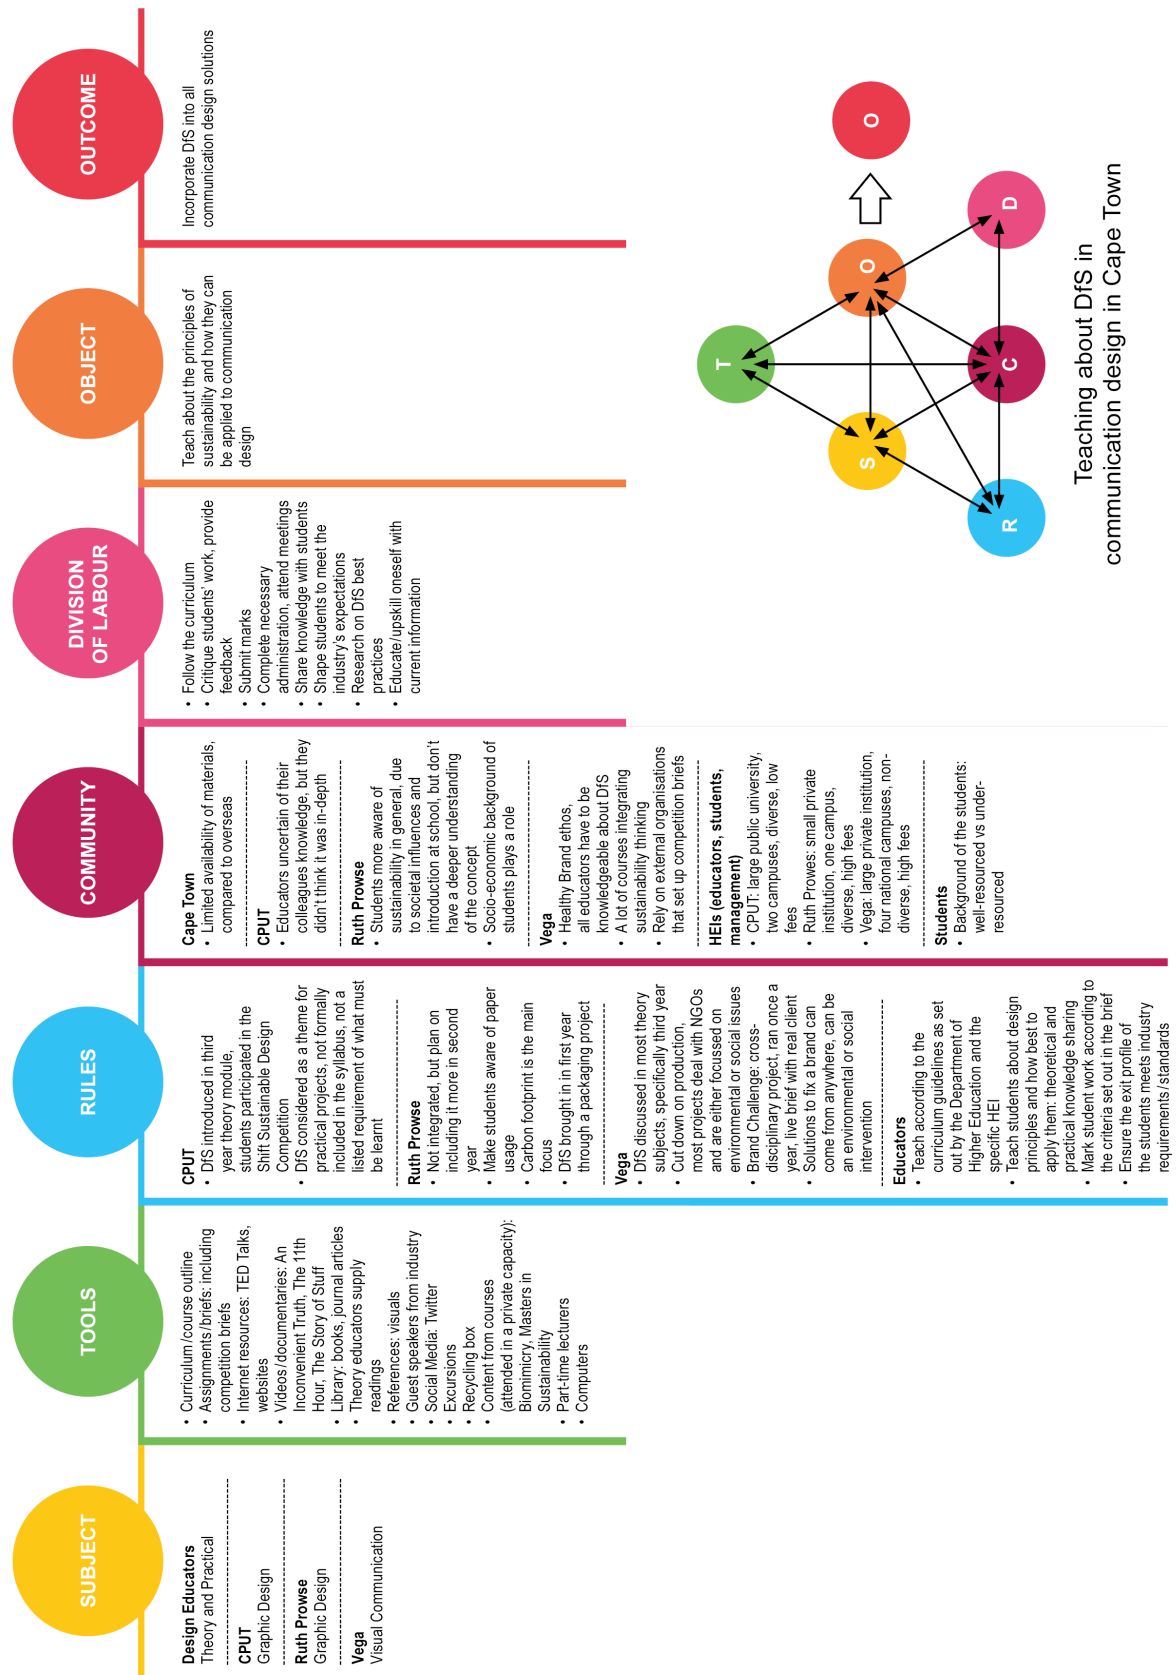 SUBJECT
Design Educators
Theory and Practical
CPUT
Graphic Design
Ruth Prowse
Graphic Design
Vega
Visual Communication
TOOLS
• Curriculum/course outline
• Assignments/briefs: including
competition briefs
• Internet resources: TED Talks,
websites
• Videos/documentaries: An
Inconvenient Truth, The 11th
Hour, The Story of Stuff
• Library: books, journal articles
• Theory educators supply
readings
• References: visuals
• Guest speakers from industry
• Social Media: Twitter
• Excursions
• Recycling box
• Content from courses
(attended in a private capacity):
Biomimicry, Masters in
Sustainability
• Part-time lecturers
• Computers
RULES
CPUT
• DfS introduced in third
year theory module,
students participated in the
Shift Sustainable Design
Competition
• DfS considered as a theme for
practical projects, not formally
included in the syllabus, not a
listed requirement of what must
be learnt
Ruth Prowse
• Not integrated, but plan on
including it more in second
year
• Make students aware of paper
usage
• Carbon footprint is the main
focus
• DfS brought in in first year
through a packaging project
Vega
• DfS discussed in most theory
subjects, specifically third year
• Cut down on production,
most projects deal with NGOs
and are either focussed on
environmental or social issues
• Brand Challenge: cross-
disciplinary project, ran once a
year, live brief with real client
• Solutions to fix a brand can
come from anywhere, can be
an environmental or social
intervention
Educators
• Teach according to the
curriculum guidelines as set
out by the Department of
Higher Education and the
specific HEI
• Teach students about design
principles and how best to
apply them: theoretical and
practical knowledge sharing
• Mark student work according to
the criteria set out in the brief
• Ensure the exit profile of
the students meets industry
requirements/standards
COMMUNITY
Cape Town
• Limited availability of materials,
compared to overseas
CPUT
• Educators uncertain of their
colleagues knowledge, but they
didn't think it was in-depth
Ruth Prowse
• Students more aware of
sustainability in general, due
to societal influences and
introduction at school, but don't
have a deeper understanding
of the concept
• Socio-economic background of
students plays a role
Vega
• Healthy Brand ethos,
all educators have to be
knowledgeable about DfS
• A lot of courses integrating
sustainability thinking
• Rely on external organisations
that set up competition briefs
HEIs (educators, students,
management)
• CPUT: large public university,
two campuses, diverse, low
fees
• Ruth Prowes: small private
institution, one campus,
diverse, high fees
• Vega: large private institution,
four national campuses, non-
diverse, high fees
Students
• Background of the students:
well-resourced vs under-
resourced
DIVISION
OF LABOUR
• Follow the curriculum
• Critique students' work, provide
feedback
• Submit marks
• Complete necessary
administration, attend meetings
• Share knowledge with students
• Shape students to meet the
industry's expectations
• Research on DfS best
practices
• Educate/upskill oneself with
current information
OBJECT
Teach about the principles of
sustainability and how they can
be applied to communication
design
OUTCOME
Incorporate DfS into all
communication design solutions
T
S
O
O
R
C
D
Teaching about DfS in
communication design in Cape Town